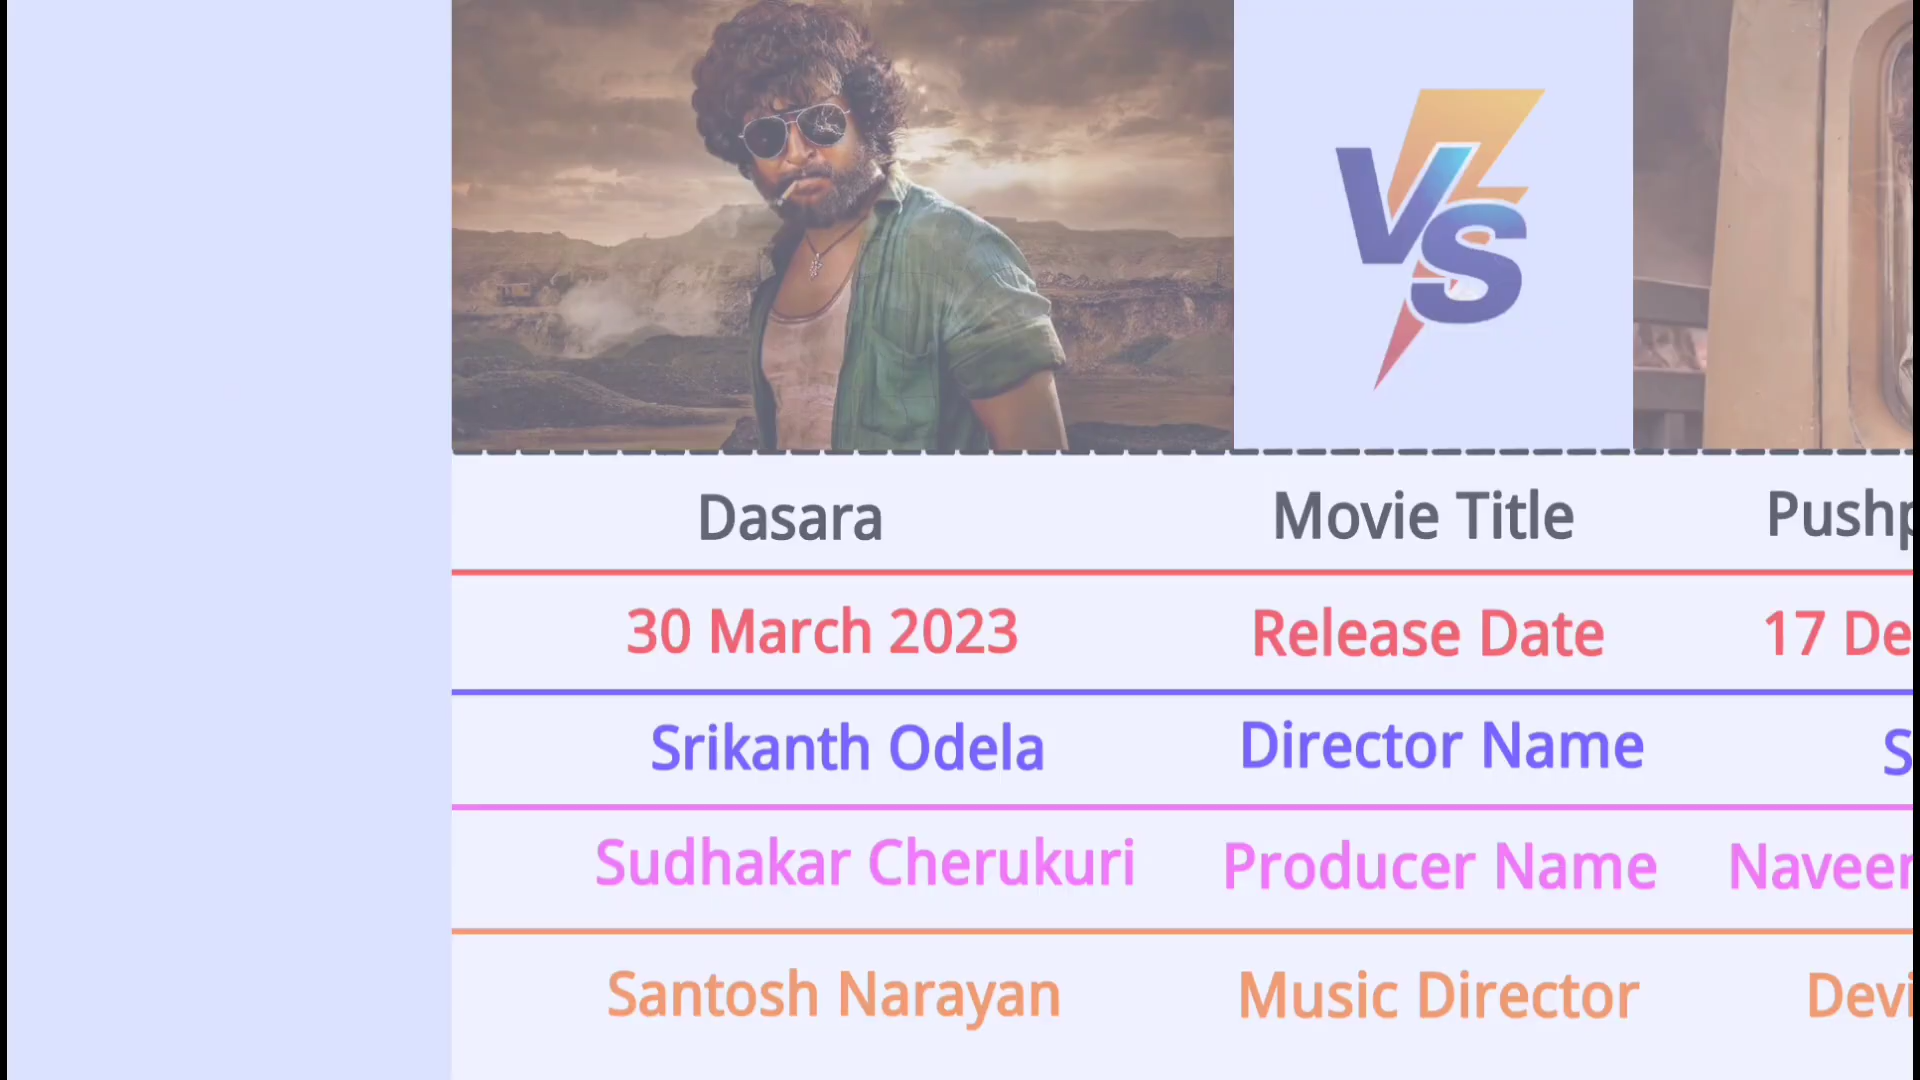 VS
Dasara Movie Title Pushp
30 March 2023 Release Date 17 De
Srikanth Odela Director Name S
Sudhakar Cherukuri Producer Name Naveen
Santosh Narayan Music Director Devi